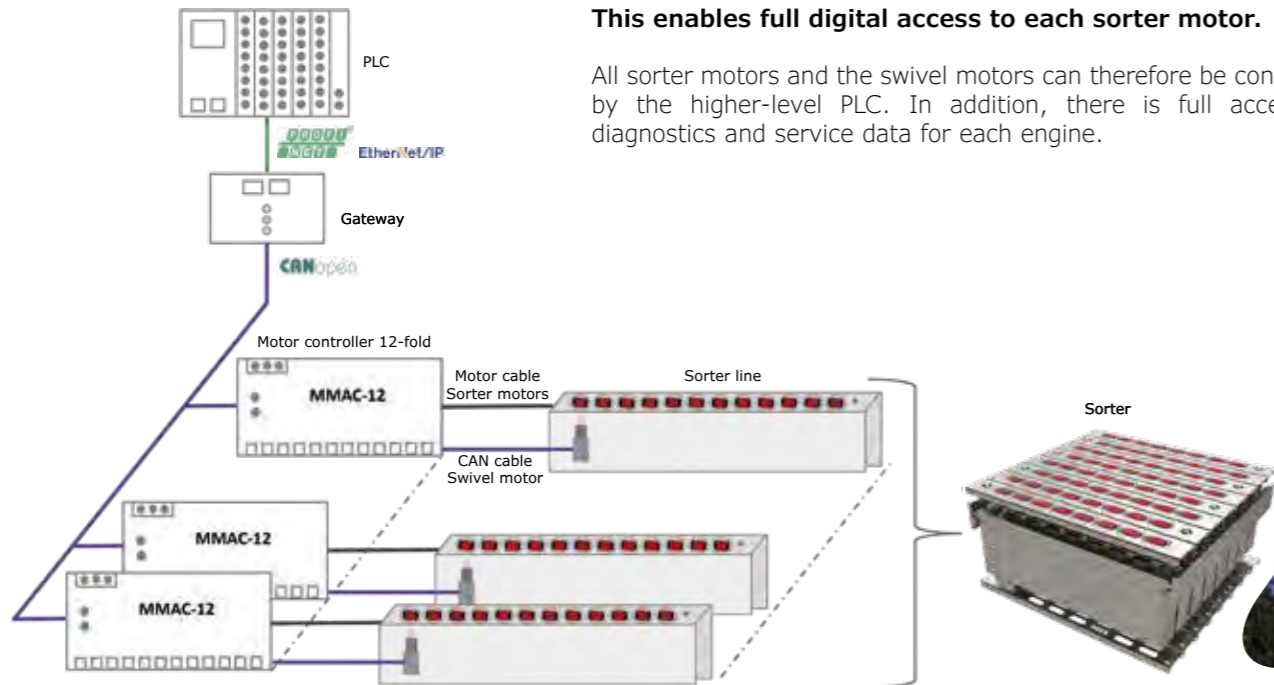 This enables full digital access to each sorter motor.
All sorter motors and the swivel motors can therefore be con
by the higher-level PLC. In addition, there is full acce
diagnostics and service data for each engine.
PLC
PROFI
NET
EtherNet/IP
Gateway
CANopen
Motor controller 12-fold
MMAC-12
Motor cable
Sorter motors
Sorter line
CAN cable
Swivel motor
Sorter
MMAC-12
MMAC-12